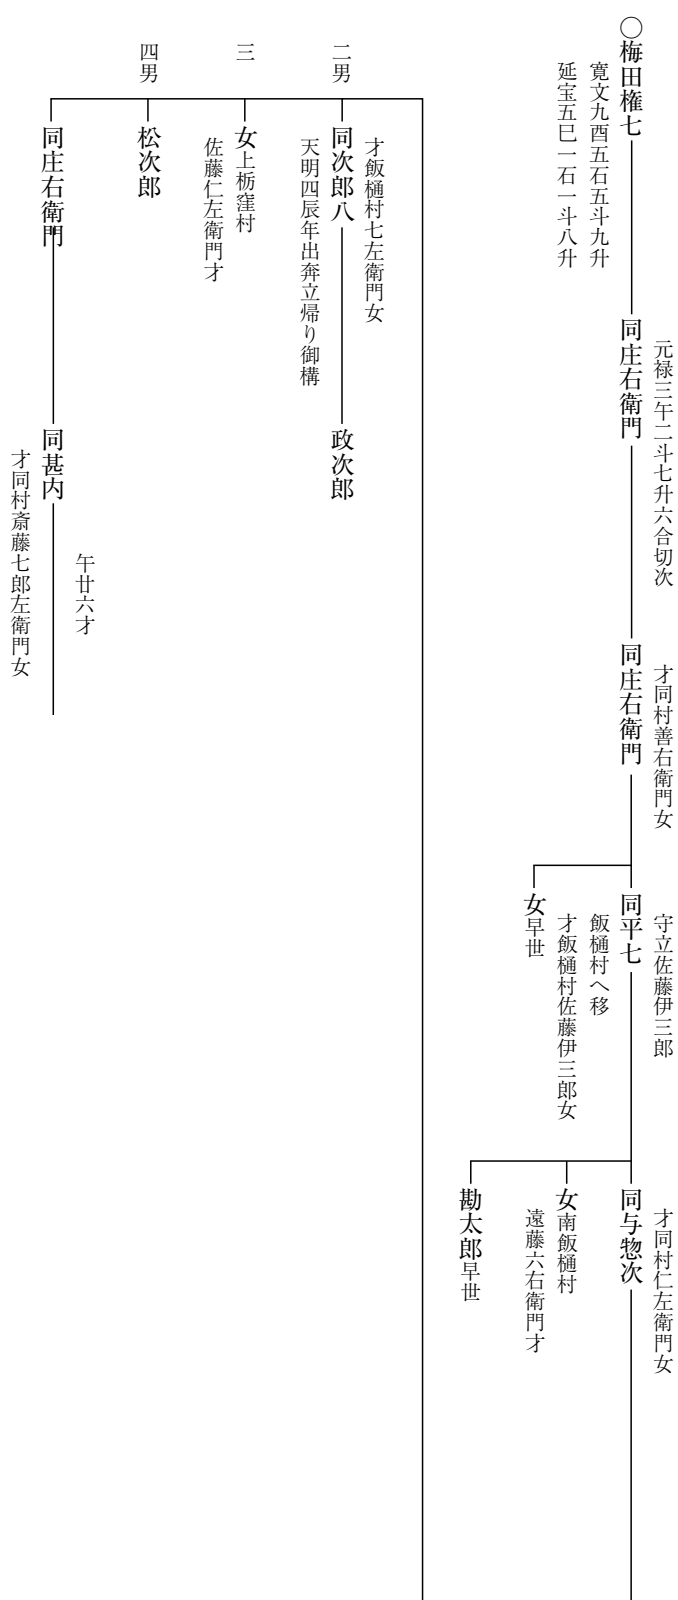 〇梅田権七
寛文九酉五石五斗九升
延宝五巳一石一斗八升
元禄三午二斗七升六合切次
同庄右衛門
才同村善右衛門女
同庄右衛門
守立佐藤伊三郎
同平七
飯樋村へ移
才飯樋村佐藤伊三郎女
女早世
才同村仁左衛門女
同与惣次
女南飯樋村
遠藤六右衛門才
勘太郎早世
才飯樋村七左衛門女
二男
同次郎八
天明四辰年出奔立帰り御構
政次郎
三
女上栃窪村
佐藤仁左衛門才
四男
松次郎
同庄右衛門
午廿六才
同甚内
才同村斎藤七郎左衛門女